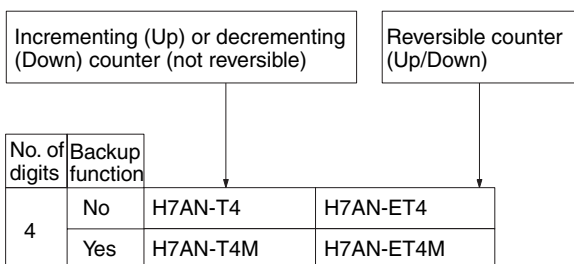 Incrementing (Up) or decrementing
(Down) counter (not reversible)
Reversible counter
(Up/Down)
No. of
digits
Backup
function
4
No
H7AN-T4
H7AN-ET4
Yes
H7AN-T4M
H7AN-ET4M